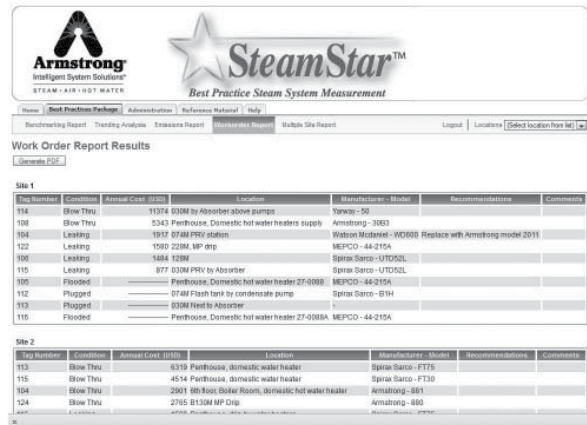 Armstrong®
Intelligent System Solutions™
STEAM • AIR • HOT WATER
SteamStar™
Best Practice Steam System Measurement
Home Best Practices Package Administration Reference Material Help
Benchmarking Report Trending Analysis Emissions Report Workorder Report Multiple Site Report Logout Locations (Select location from list)
Work Order Report Results
Generate PDF
Site 1
Tag Number Condition Annual Cost (USD) Location Manufacturer - Model Recommendations Comments
114 Blow Thru 11374 030M by Absorber above pumps Yarway - 50
108 Blow Thru 5343 Penthouse, Domestic hot water heaters supply Armstrong - 30B3
104 Leaking 1917 074M PRV station Watson Mcdaniel - WD600 Replace with Armstrong model 2011
122 Leaking 1580 228M, MP drip MEPCO - 44-215A
106 Leaking 1484 128M Spirax Sarco - UTD52L
115 Leaking 877 030M PRV by Absorber Spirax Sarco - UTD52L
105 Flooded Penthouse, Domestic hot water heater 27-0088 MEPCO - 44-215A
112 Plugged 074M Flash tank by condensate pump Spirax Sarco - B1H
113 Plugged 030M Next to Absorber -
116 Flooded Penthouse, Domestic hot water heater 27-0088A MEPCO - 44-215A
Site 2
Tag Number Condition Annual Cost (USD) Location Manufacturer - Model Recommendations Comments
113 Blow Thru 6319 Penthouse, domestic water heater Spirax Sarco - FT75
115 Blow Thru 4514 Penthouse, domestic water heater Spirax Sarco - FT30
104 Blow Thru 2901 6th floor, Boiler Room, domestic hot water heater Armstrong - 881
124 Blow Thru 2765 B130M MP Drip Armstrong - 880